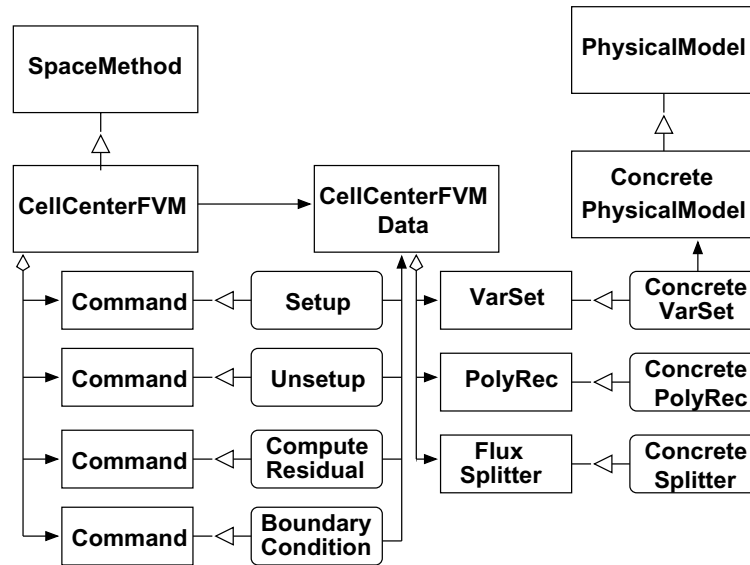 SpaceMethod
PhysicalModel
CellCenterFVM
CellCenterFVM
Data
Concrete
PhysicalModel
Command
Setup
VarSet
Concrete
VarSet
Command
Unsetup
PolyRec
Concrete
PolyRec
Command
Compute
Residual
Flux
Splitter
Concrete
Splitter
Command
Boundary
Condition